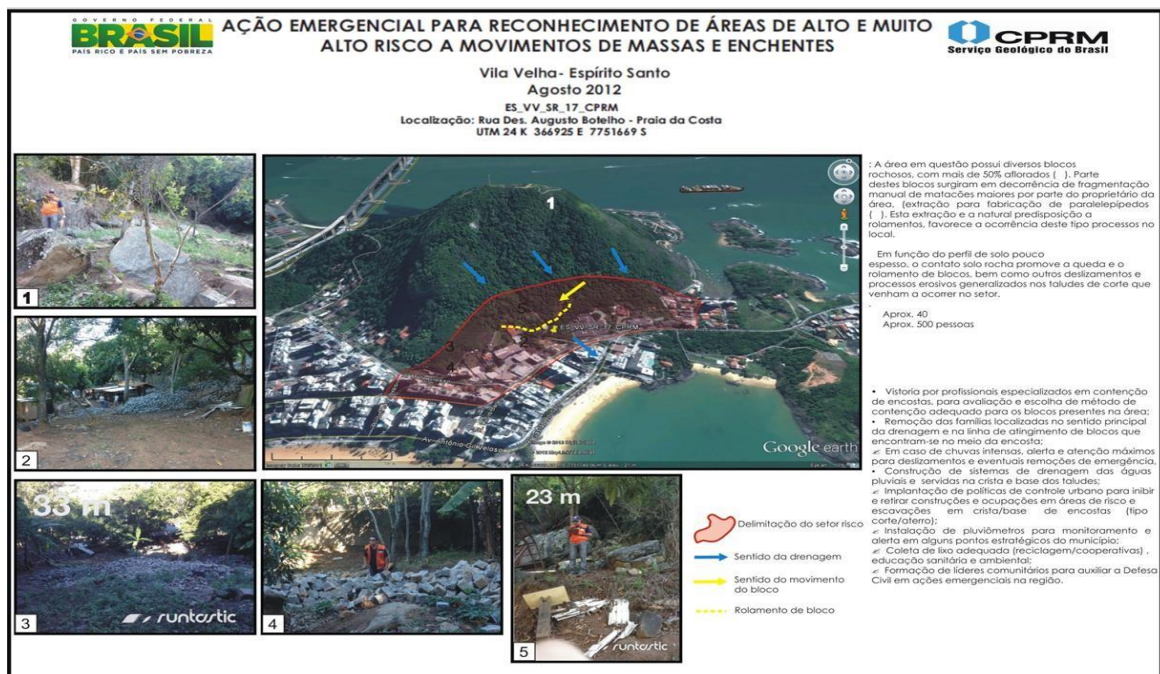 GOVERNO FEDERAL
BRASIL
PAÍS RICO E PAÍS SEM POBREZA
AÇÃO EMERGENCIAL PARA RECONHECIMENTO DE ÁREAS DE ALTO E MUITO
ALTO RISCO A MOVIMENTOS DE MASSAS E ENCHENTES
CPRM
Serviço Geológico do Brasil
Vila Velha- Espírito Santo
Agosto 2012
ES_VV_SR_17_CPRM
Localização: Rua Des. Augusto Botelho - Praia da Costa
UTM 24 K 366925 E 7751669 S
1
2
33 m
runtastic
3
4
23 m
runtastic
5
1
3
4
2
ES_VV_SR_17_CPRM
Google earth
: A área em questão possui diversos blocos
rochosos, com mais de 50% aflorados ( ). Parte
destes blocos surgiram em decorrência de fragmentação
manual de matacões maiores por parte do proprietário da
área, (extração para fabricação de paralelepípedos
( ). Esta extração e a natural predisposição a
rolamentos, favorece a ocorrência deste tipo processos no
local.
Em função do perfil de solo pouco
espesso, o contato solo rocha promove a queda e o
rolamento de blocos, bem como outros deslizamentos e
processos erosivos generalizados nos taludes de corte que
venham a ocorrer no setor.
.
Aprox. 40
Aprox. 500 pessoas
• Vistoria por profissionais especializados em contenção
de encostas, para avaliação e escolha de método de
contenção adequado para os blocos presentes na área;
• Remoção das famílias localizadas no sentido principal
da drenagem e na linha de atingimento de blocos que
encontram-se no meio da encosta;
Em caso de chuvas intensas, alerta e atenção máximos
para deslizamentos e eventuais remoções de emergência,
• Construção de sistemas de drenagem das águas
pluviais e servidas na crista e base dos taludes;
Implantação de políticas de controle urbano para inibir
e retirar construções e ocupações em áreas de risco e
escavações em crista/base de encostas (tipo
corte/aterro);
Instalação de pluviômetros para monitoramento e
alerta em alguns pontos estratégicos do município;
Coleta de lixo adequada (reciclagem/cooperativas) ,
educação sanitária e ambiental;
Formação de líderes comunitários para auxiliar a Defesa
Civil em ações emergenciais na região.
Delimitação do setor risco
Sentido da drenagem
Sentido do movimento
do bloco
Rolamento de bloco